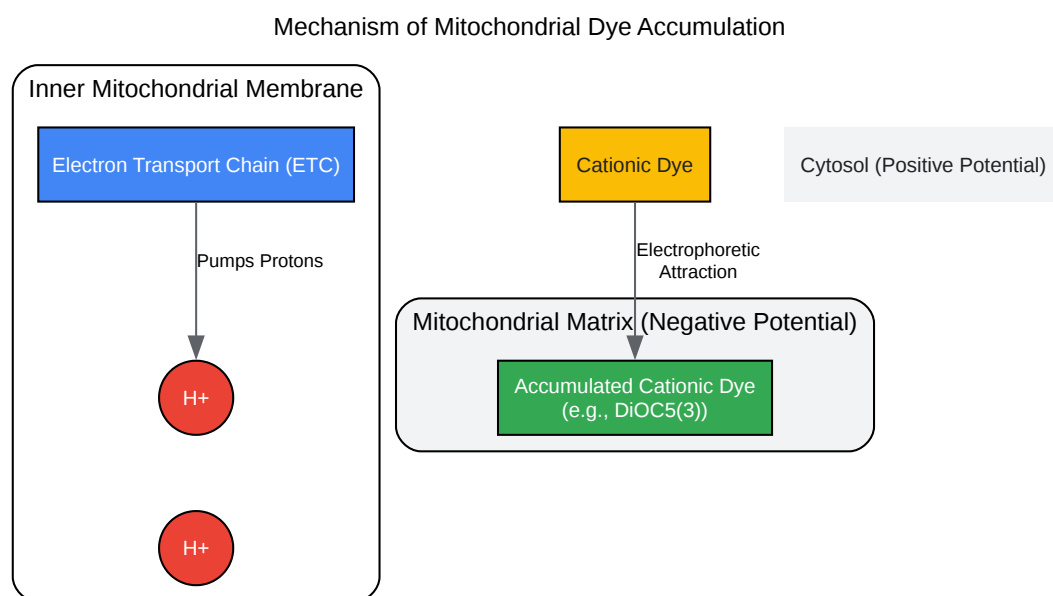 Mechanism of Mitochondrial Dye Accumulation
Inner Mitochondrial Membrane
Electron Transport Chain (ETC)
Pumps Protons
H+
H+
Cationic Dye
Cytosol (Positive Potential)
Electrophoretic
Attraction
Mitochondrial Matrix (Negative Potential)
Accumulated Cationic Dye
(e.g., DiOC5(3))